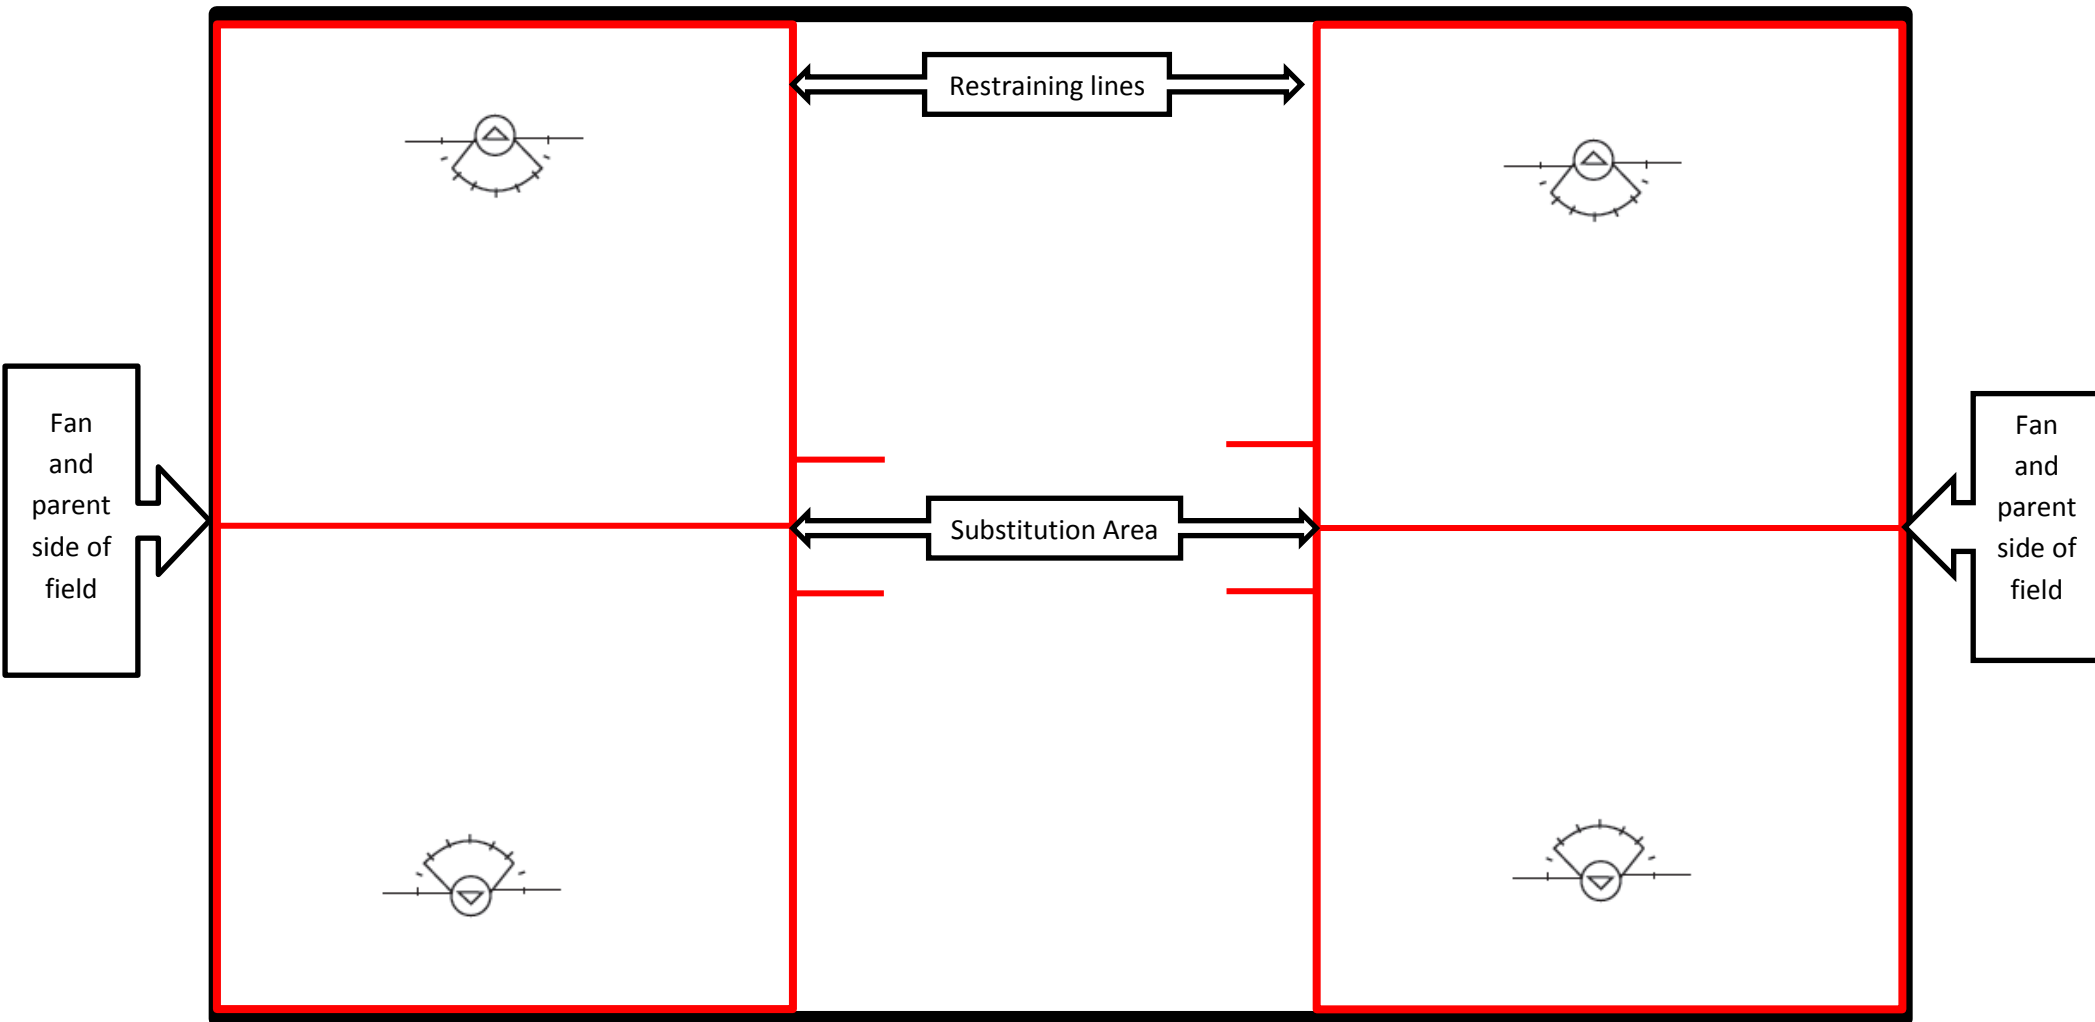 Restraining lines
Fan
and
parent
side of
field
Substitution Area
Fan
and
parent
side of
field